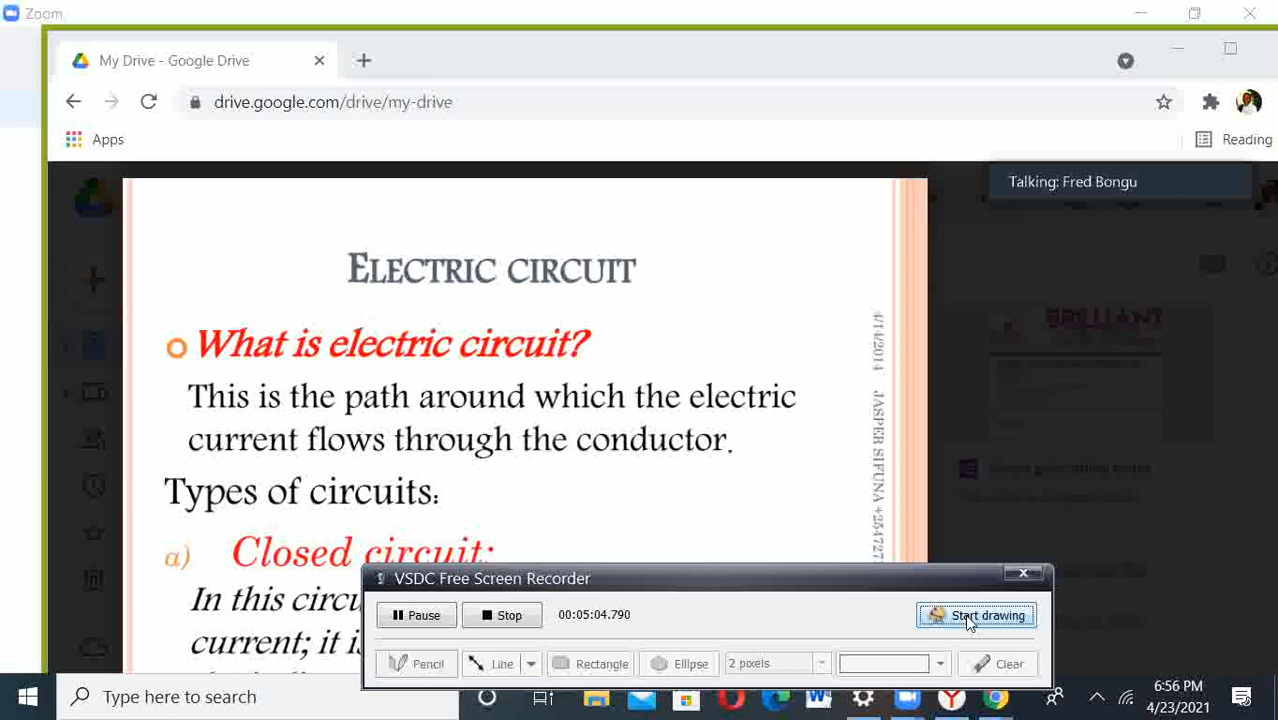 Zoom
My Drive - Google Drive
drive.google.com/drive/my-drive
Apps
Reading
Talking: Fred Bongu
BRILLIANT
ELECTRIC CIRCUIT
What is electric circuit?
This is the path around which the electric
current flows through the conductor.
Types of circuits:
a) Closed circuit:
In this circu
current; it is
4/14/2014 JASPER SIFUNA +254727
VSDC Free Screen Recorder
Pause Stop 00:05:04.790 Start drawing
Pencil Line Rectangle Ellipse 2 pixels Clear
Type here to search
6:56 PM
4/23/2021